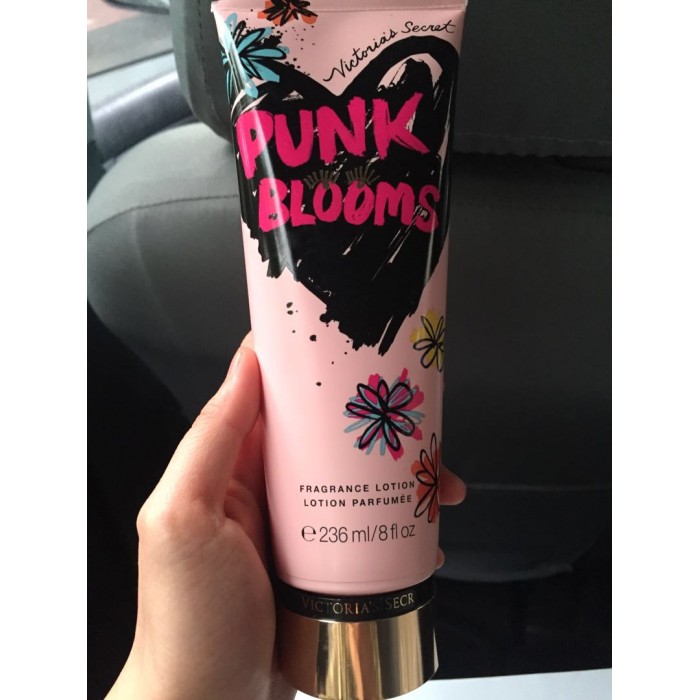 Victoria's Secret
PUNK
BLOOMS
FRAGRANCE LOTION
LOTION PARFUMÉE
℮ 236 ml/8 fl oz
VICTORIA'S SECR